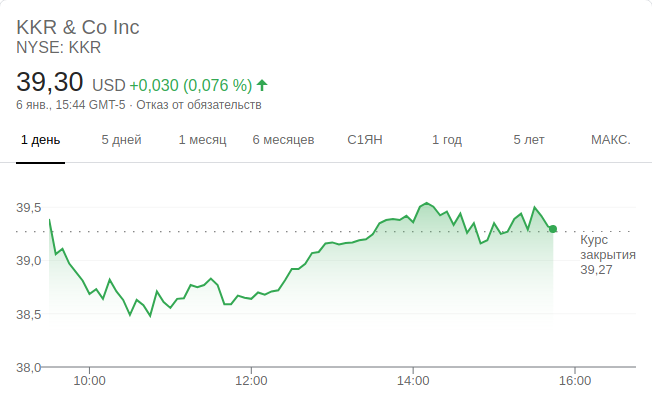 KKR & Co Inc
NYSE: KKR
39,30 USD +0,030 (0,076 %)
6 янв., 15:44 GMT-5 · Отказ от обязательств
1 день 5 дней 1 месяц 6 месяцев С1ЯН 1 год 5 лет МАКС.
39,5
39,0
38,5
38,0
Курс
закрытия
39,27
10:00 12:00 14:00 16:00